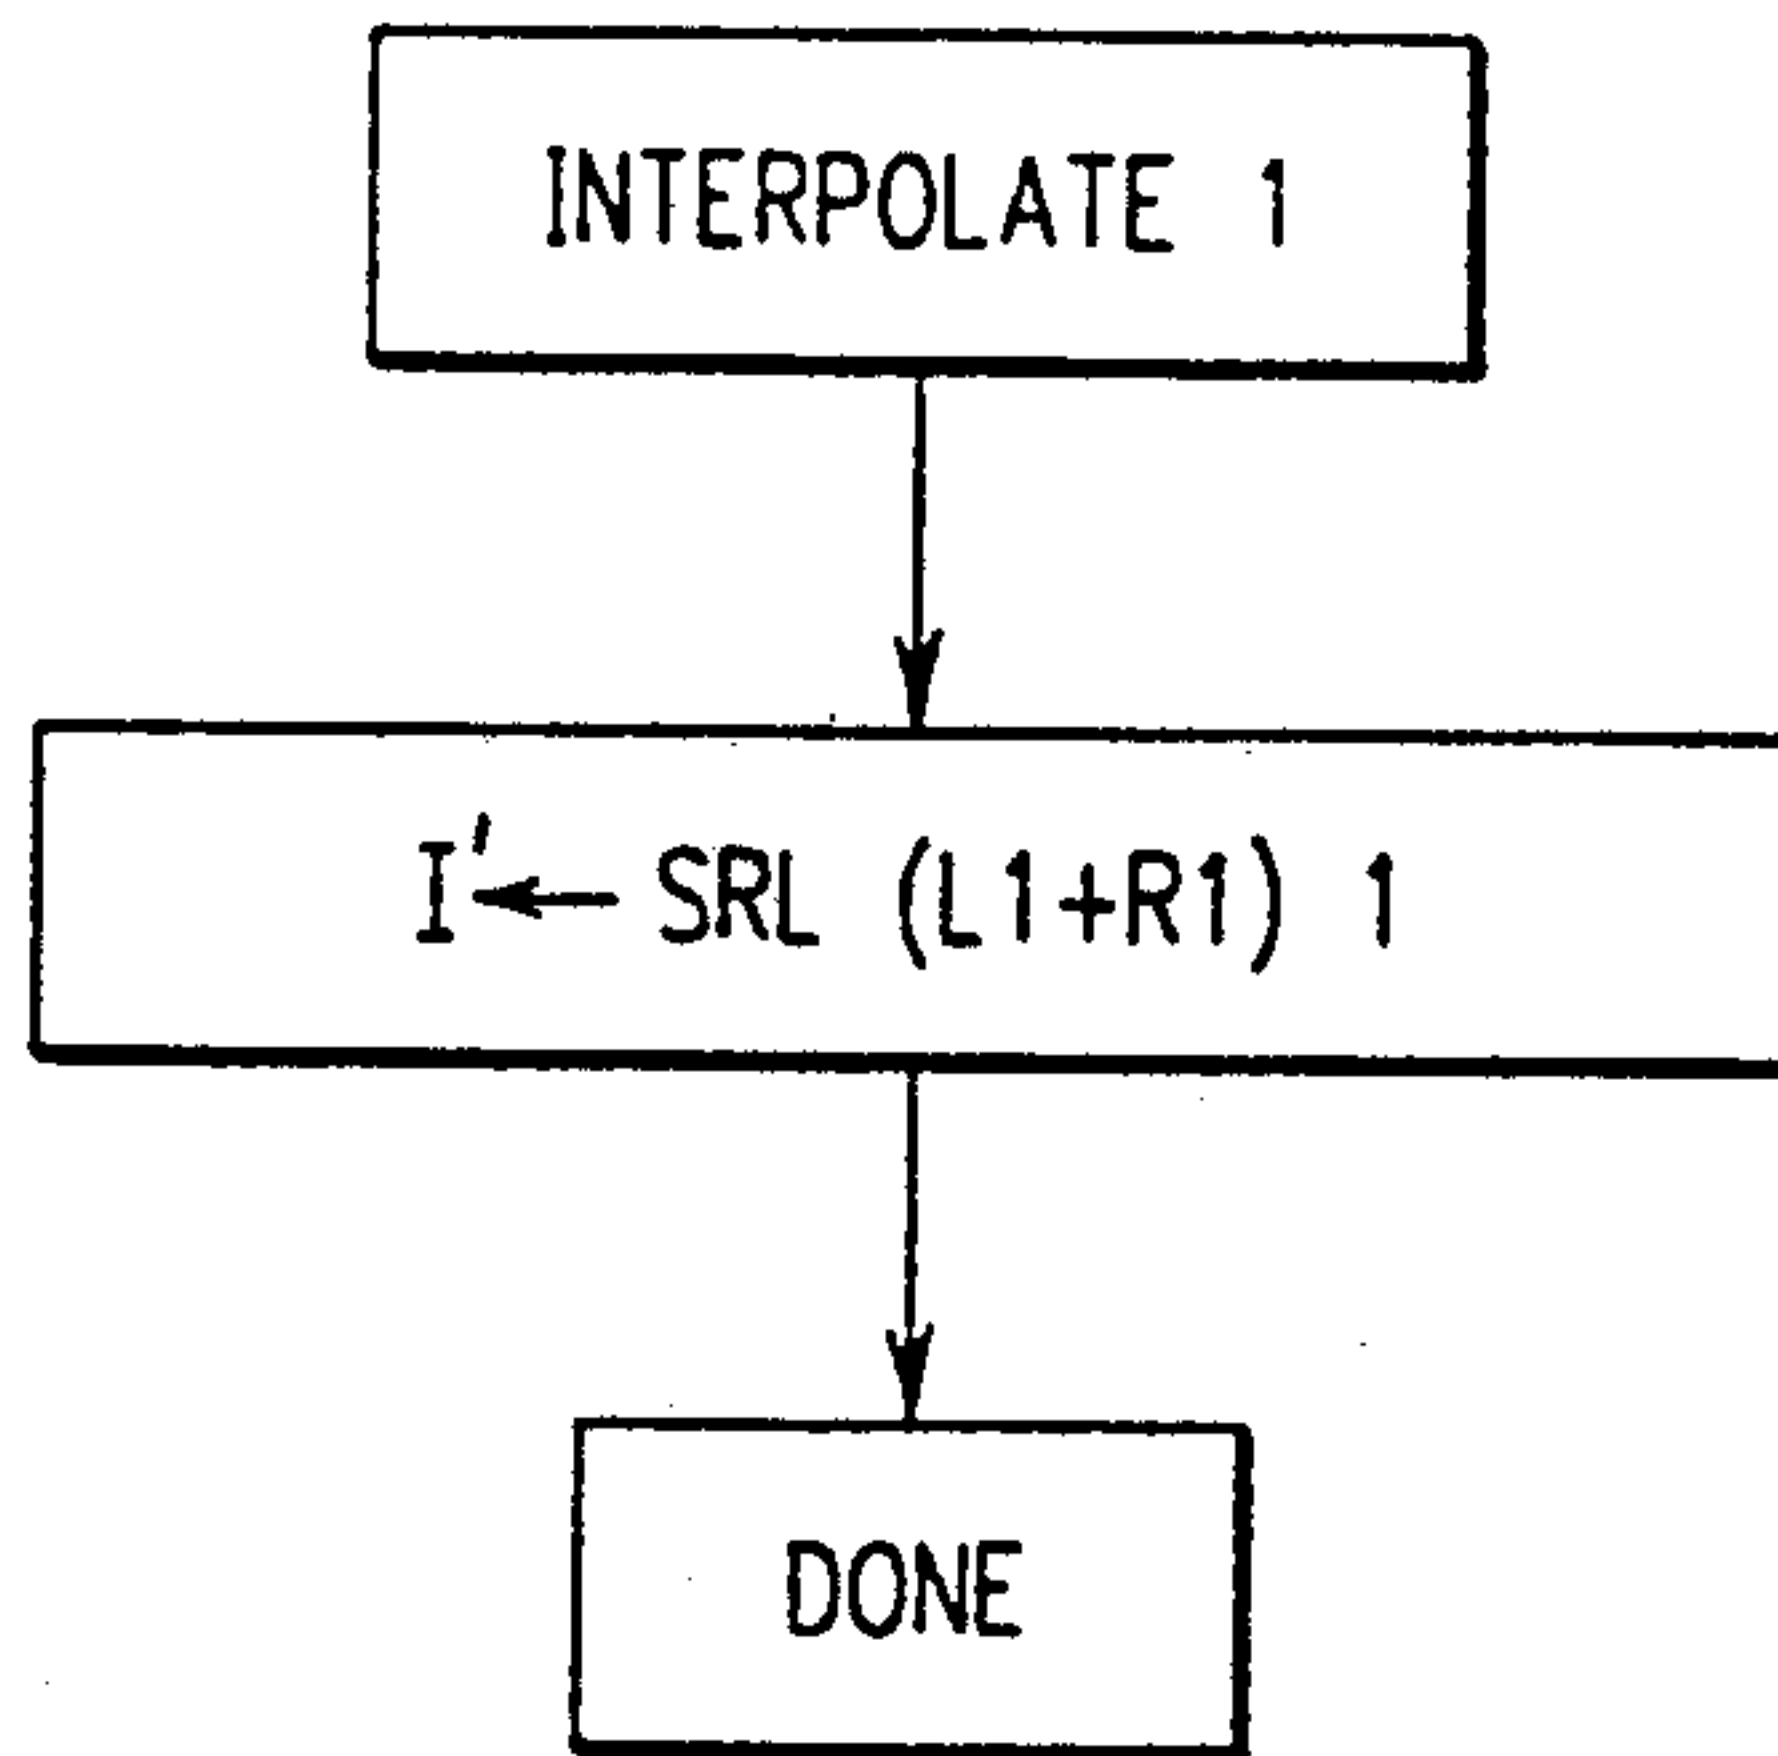 INTERPOLATE 1
I' ← SRL (L1+R1) 1
DONE